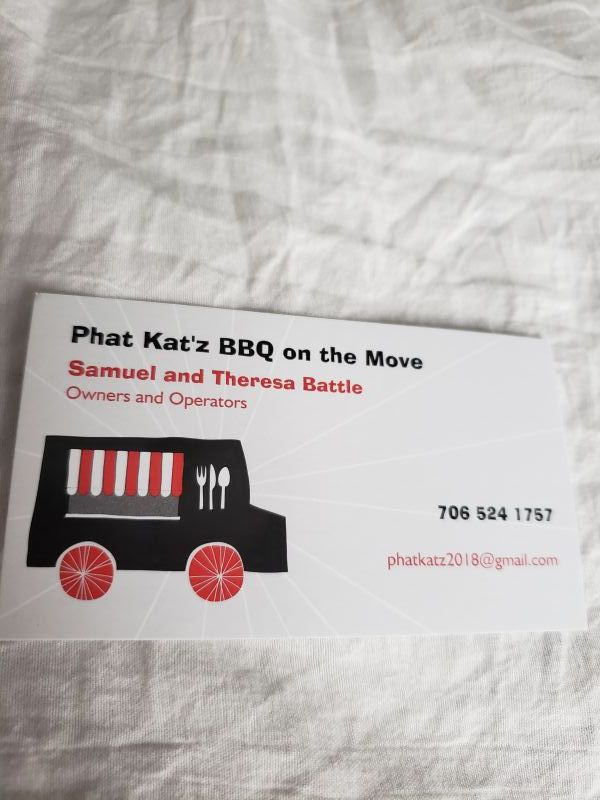 Phat Kat'z BBQ on the Move
Samuel and Theresa Battle
Owners and Operators
706 524 1757
phatkatz2018@gmail.com